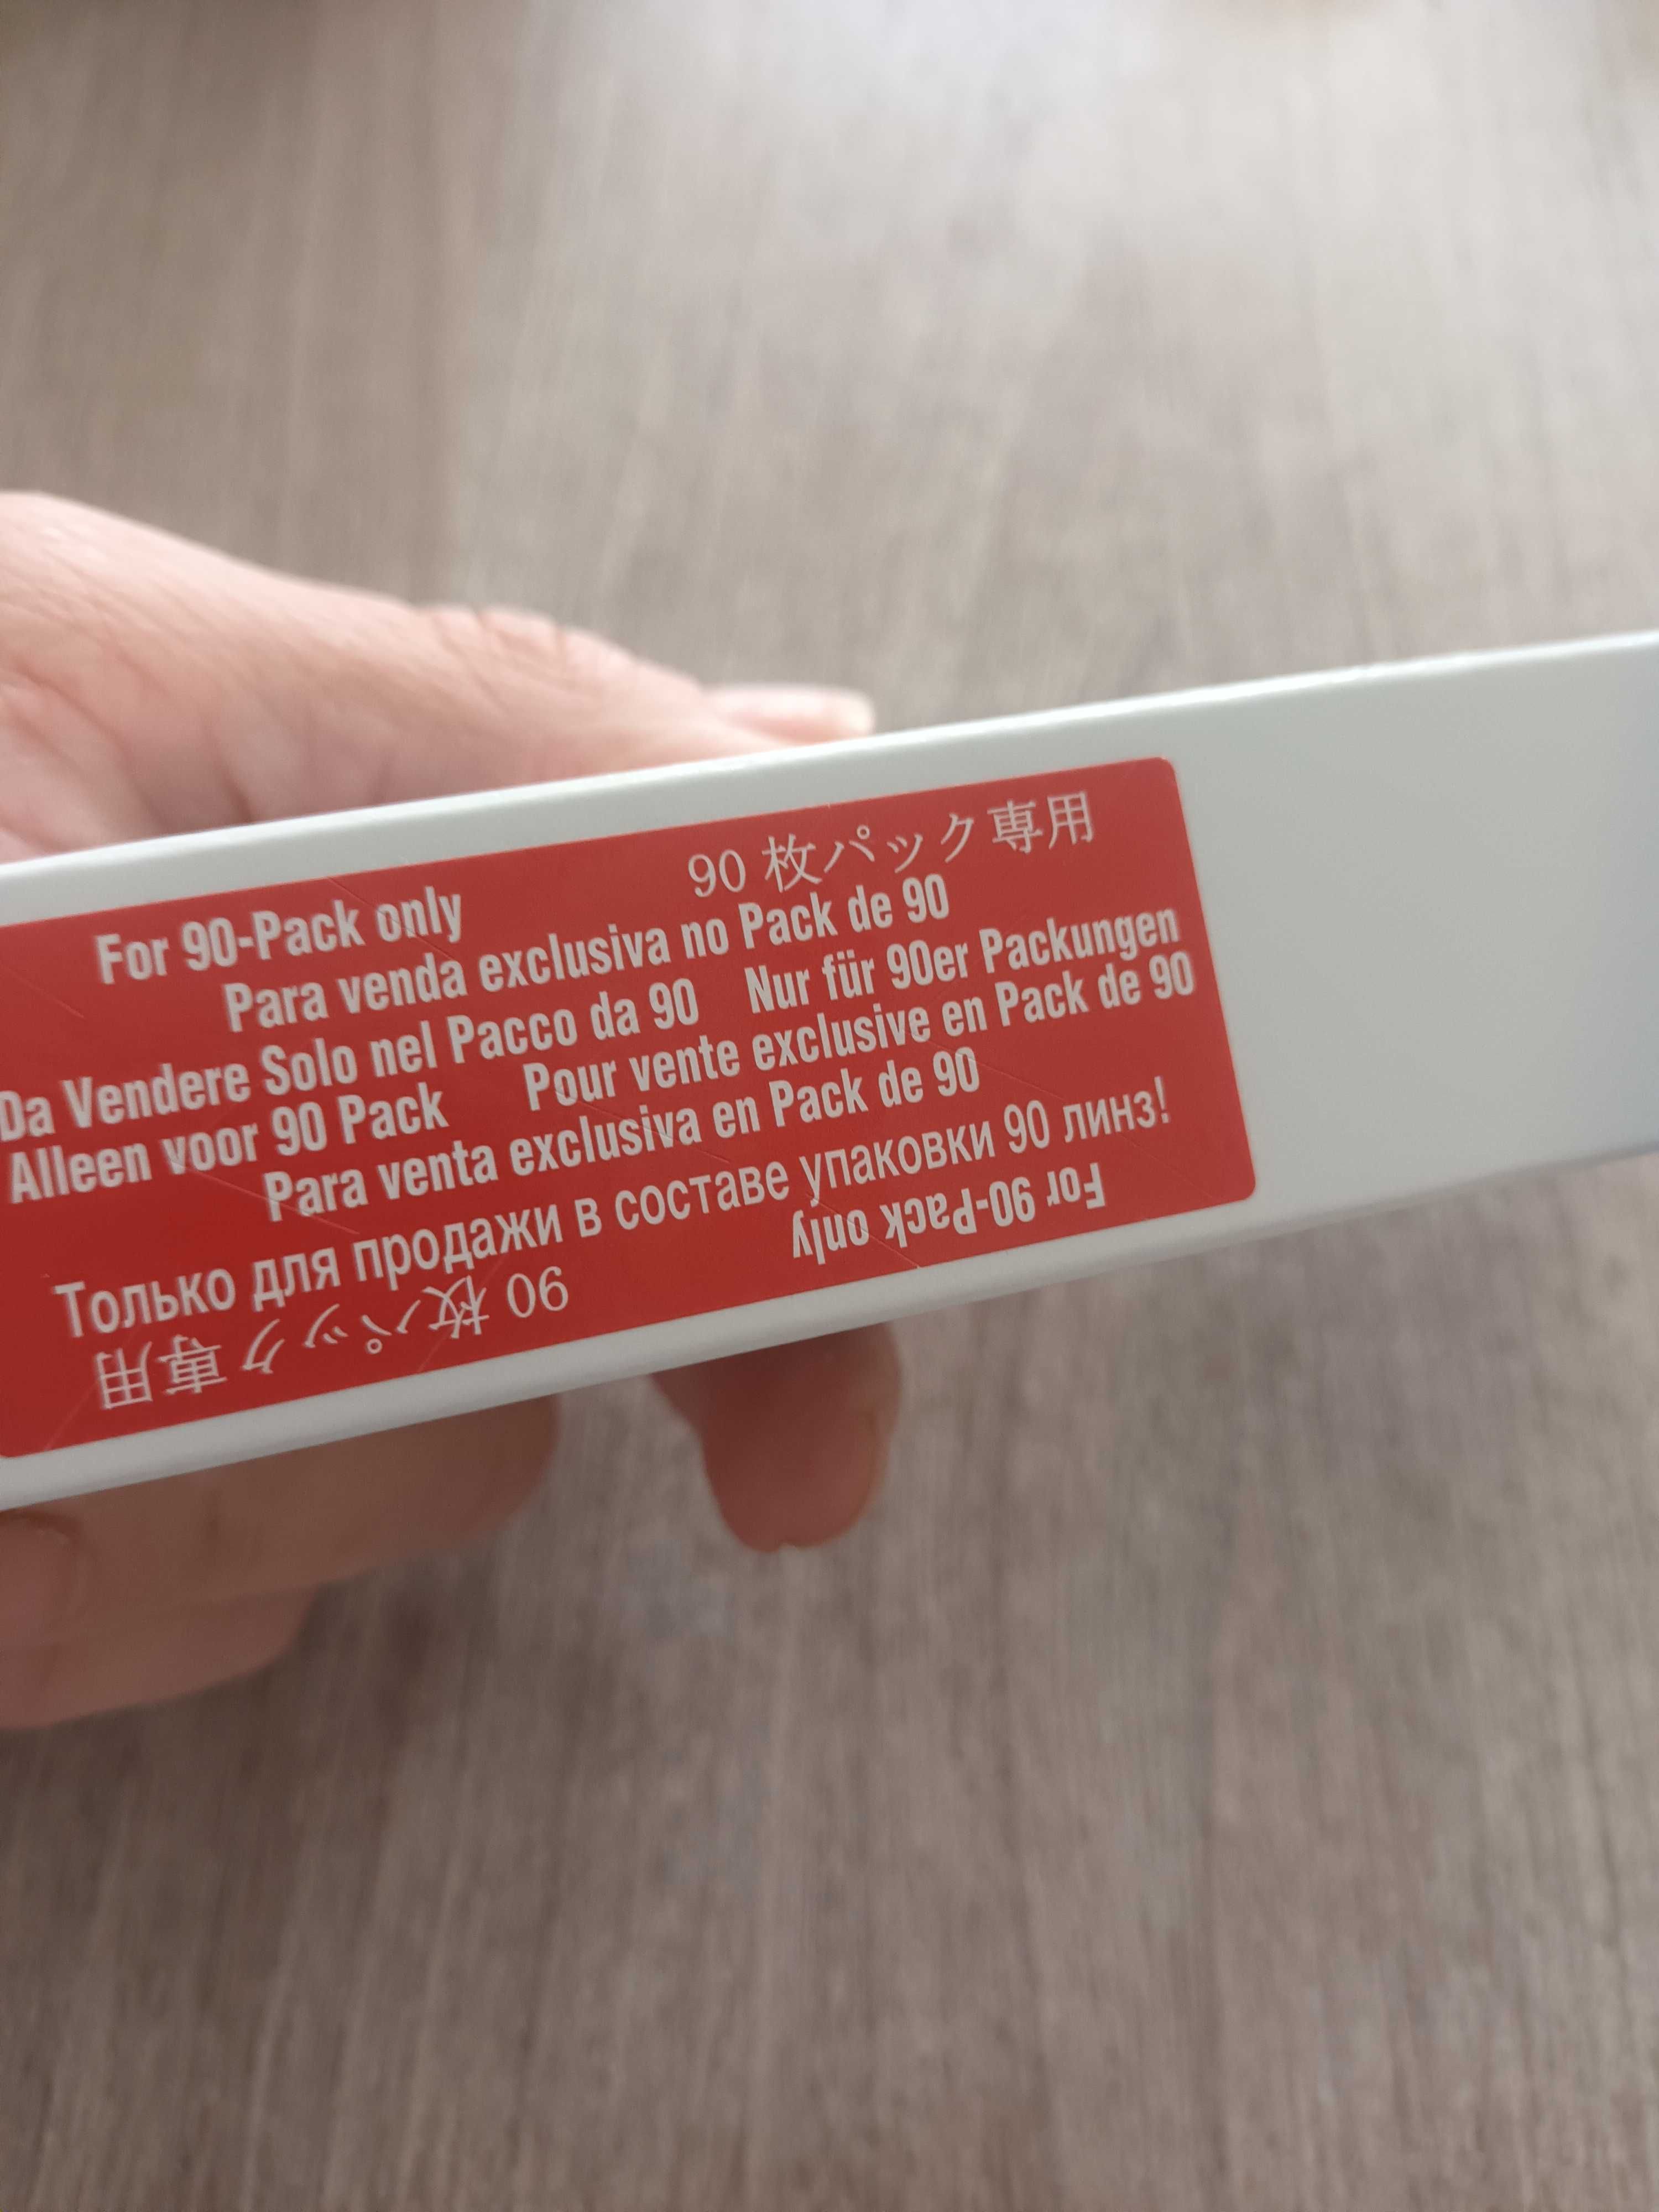 For 90-Pack only 90 枚パック専用
Para venda exclusiva no Pack de 90
Da Vendere Solo nel Pacco da 90 Nur für 90er Packungen
Alleen voor 90 Pack Pour vente exclusive en Pack de 90
Para venta exclusiva en Pack de 90
Только для продажи в составе упаковки 90 линз!
For 90-Pack only 90 枚パック専用